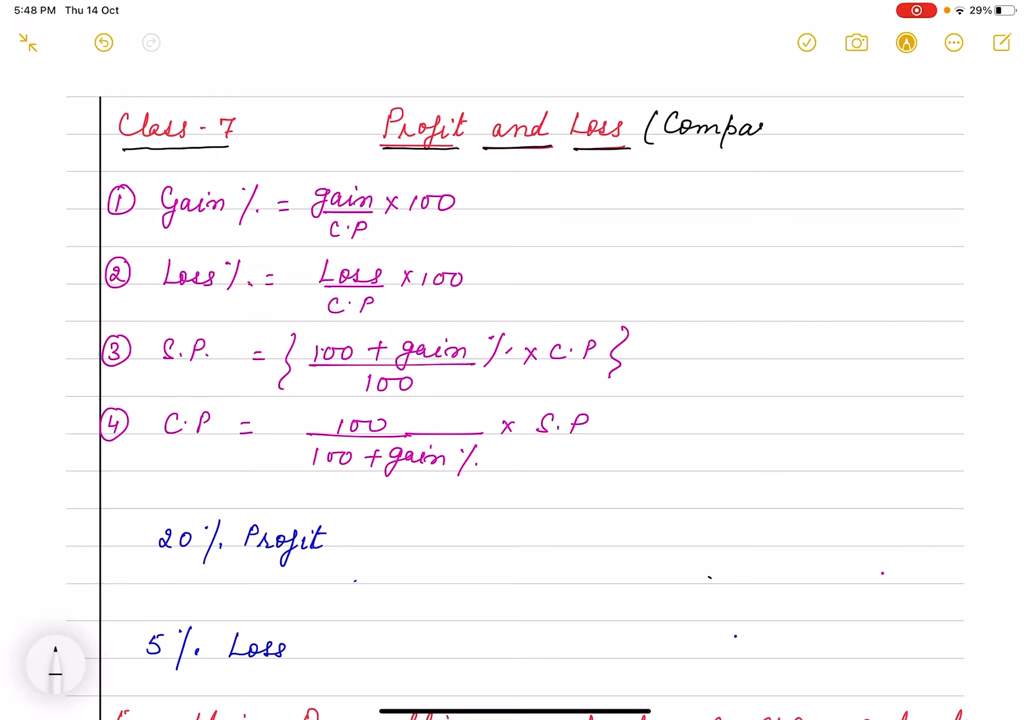 5:48 PM Thu 14 Oct 29%
Class - 7 Profit and Loss (Compa
① Gain % = gain / C.P × 100
② Loss % = Loss / C.P × 100
③ S.P. = { 100 + gain % / 100 × C.P }
④ C.P = 100 / 100 + gain % × S.P
20 % Profit
5 % Loss